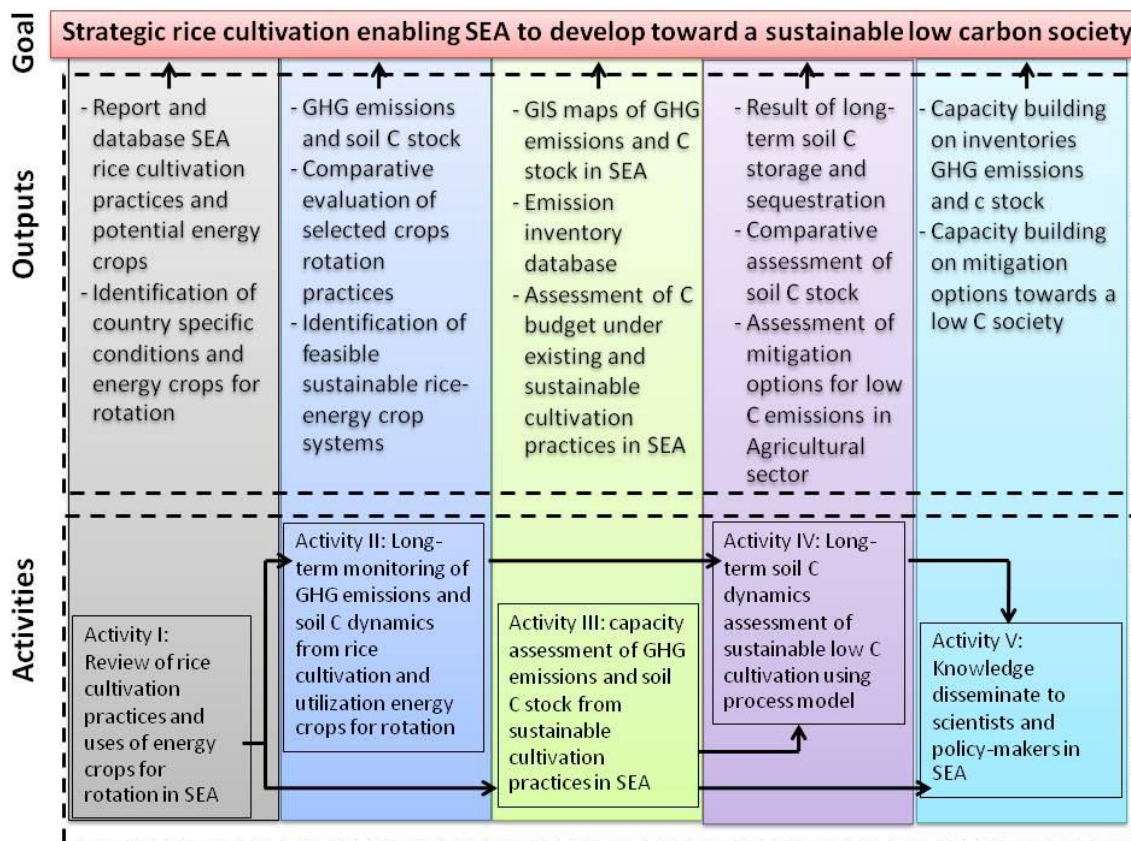 Goal
Strategic rice cultivation enabling SEA to develop toward a sustainable low carbon society
Outputs
- Report and
database SEA
rice cultivation
practices and
potential energy
crops
- Identification of
country specific
conditions and
energy crops for
rotation
- GHG emissions
and soil C stock
- Comparative
evaluation of
selected crops
rotation
practices
- Identification of
feasible
sustainable rice-
energy crop
systems
- GIS maps of GHG
emissions and C
stock in SEA
- Emission
inventory
database
- Assessment of C
budget under
existing and
sustainable
cultivation
practices in SEA
- Result of long-
term soil C
storage and
sequestration
- Comparative
assessment of
soil C stock
- Assessment of
mitigation
options for low
C emissions in
Agricultural
sector
- Capacity building
on inventories
GHG emissions
and c stock
- Capacity building
on mitigation
options towards a
low C society
Activities
Activity I:
Review of rice
cultivation
practices and
uses of energy
crops for
rotation in SEA
Activity II: Long-
term monitoring of
GHG emissions and
soil C dynamics
from rice
cultivation and
utilization energy
crops for rotation
Activity III: capacity
assessment of GHG
emissions and soil
C stock from
sustainable
cultivation
practices in SEA
Activity IV: Long-
term soil C
dynamics
assessment of
sustainable low C
cultivation using
process model
Activity V:
Knowledge
disseminate to
scientists and
policy-makers in
SEA